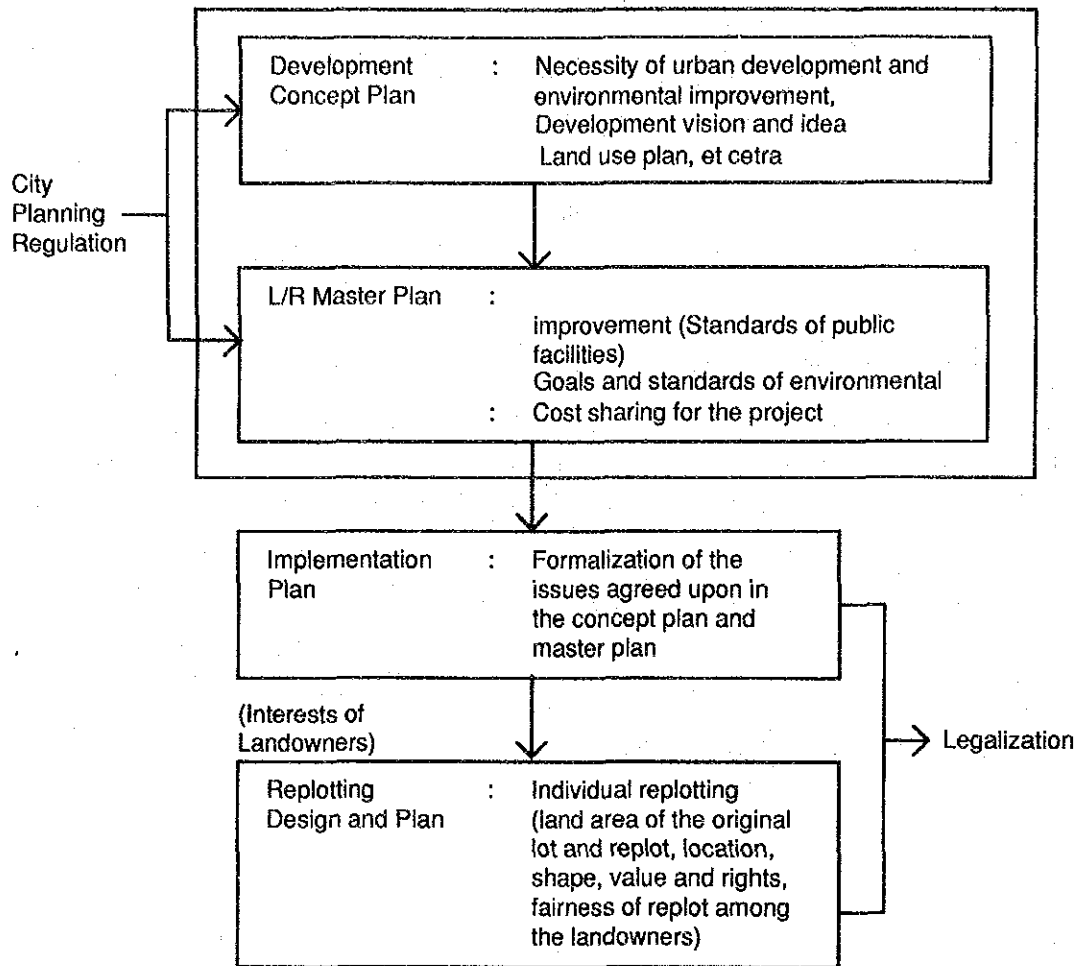 Development : Necessity of urban development and
Concept Plan environmental improvement,
Development vision and idea
Land use plan, et cetra
City
Planning
Regulation
L/R Master Plan :
improvement (Standards of public
facilities)
Goals and standards of environmental
: Cost sharing for the project
Implementation : Formalization of the
Plan issues agreed upon in
the concept plan and
master plan
(Interests of
Landowners)
Legalization
Replotting : Individual replotting
Design and Plan (land area of the original
lot and replot, location,
shape, value and rights,
fairness of replot among
the landowners)